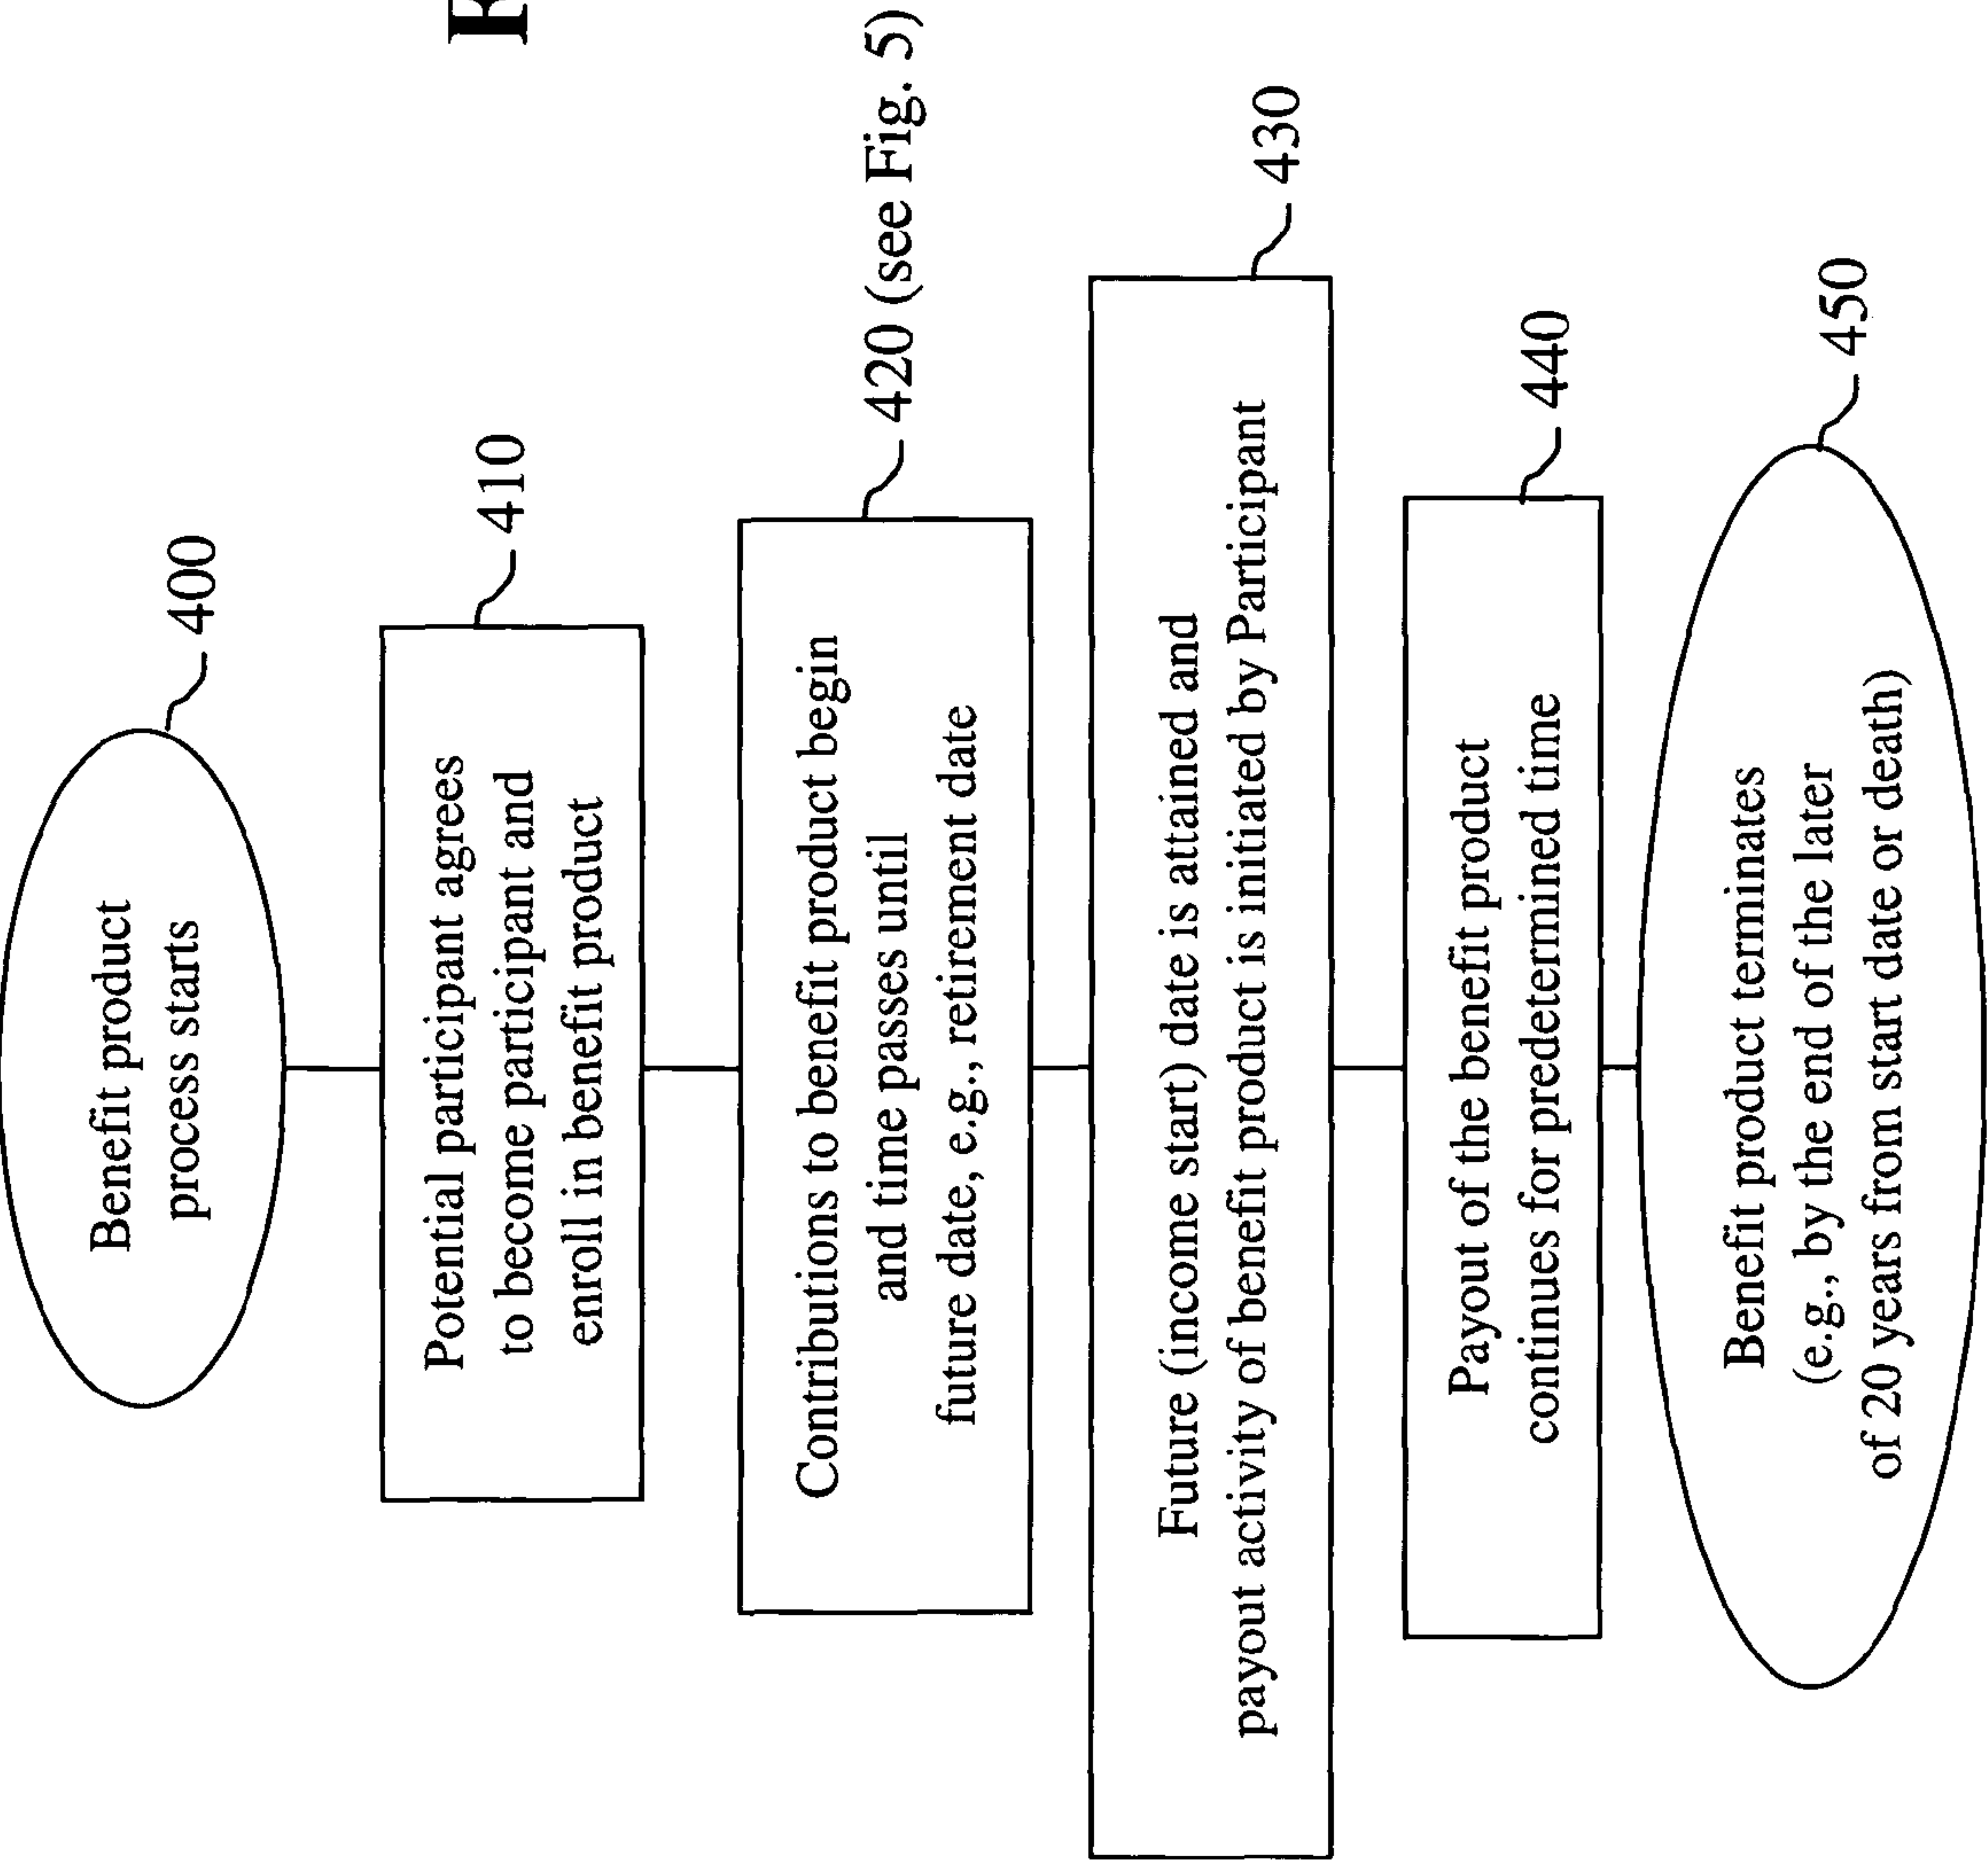 Benefit product
process starts
400
Potential participant agrees
to become participant and
enroll in benefit product
410
Contributions to benefit product begin
and time passes until
future date, e.g., retirement date
420 (see Fig. 5)
Future (income start) date is attained and
payout activity of benefit product is initiated by Participant
430
Payout of the benefit product
continues for predetermined time
440
Benefit product terminates
(e.g., by the end of the later
of 20 years from start date or death)
450